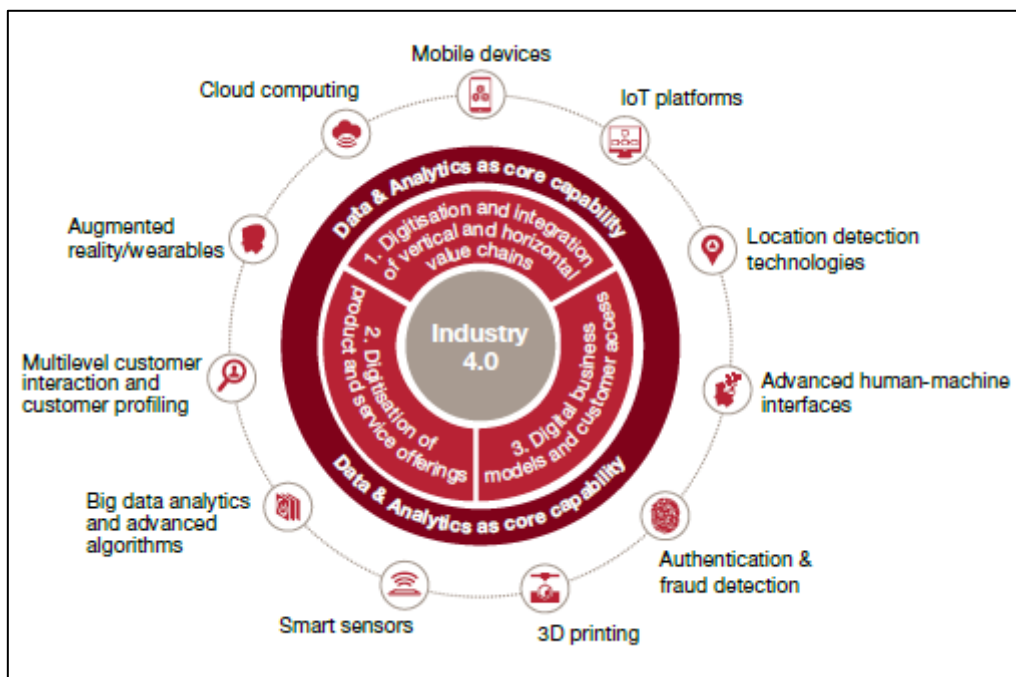 Mobile devices
Cloud computing
IoT platforms
Augmented
reality/wearables
Location detection
technologies
Multilevel customer
interaction and
customer profiling
Advanced human-machine
interfaces
Big data analytics
and advanced
algorithms
Authentication &
fraud detection
Smart sensors
3D printing
Data & Analytics as core capability
1. Digitisation and integration
of vertical and horizontal
value chains
2. Digitisation of
product and service offerings
3. Digital business
models and customer access
Industry
4.0
Data & Analytics as core capability